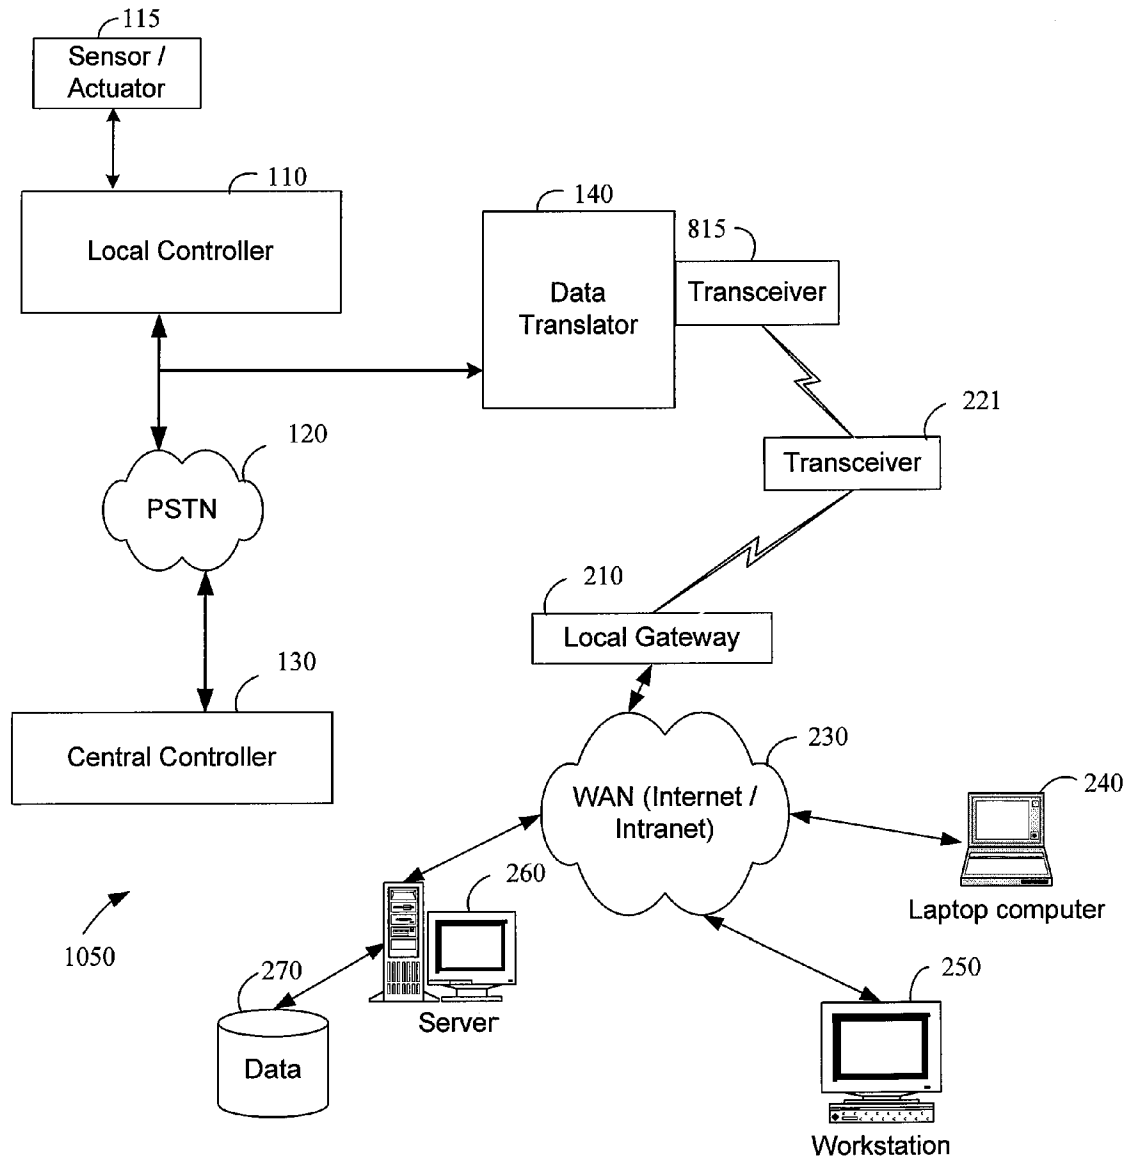 115
Sensor /
Actuator
110
Local Controller
140
Data
Translator
815
Transceiver
221
Transceiver
120
PSTN
210
Local Gateway
130
Central Controller
230
WAN (Internet /
Intranet)
240
Laptop computer
260
Server
1050
270
Data
250
Workstation